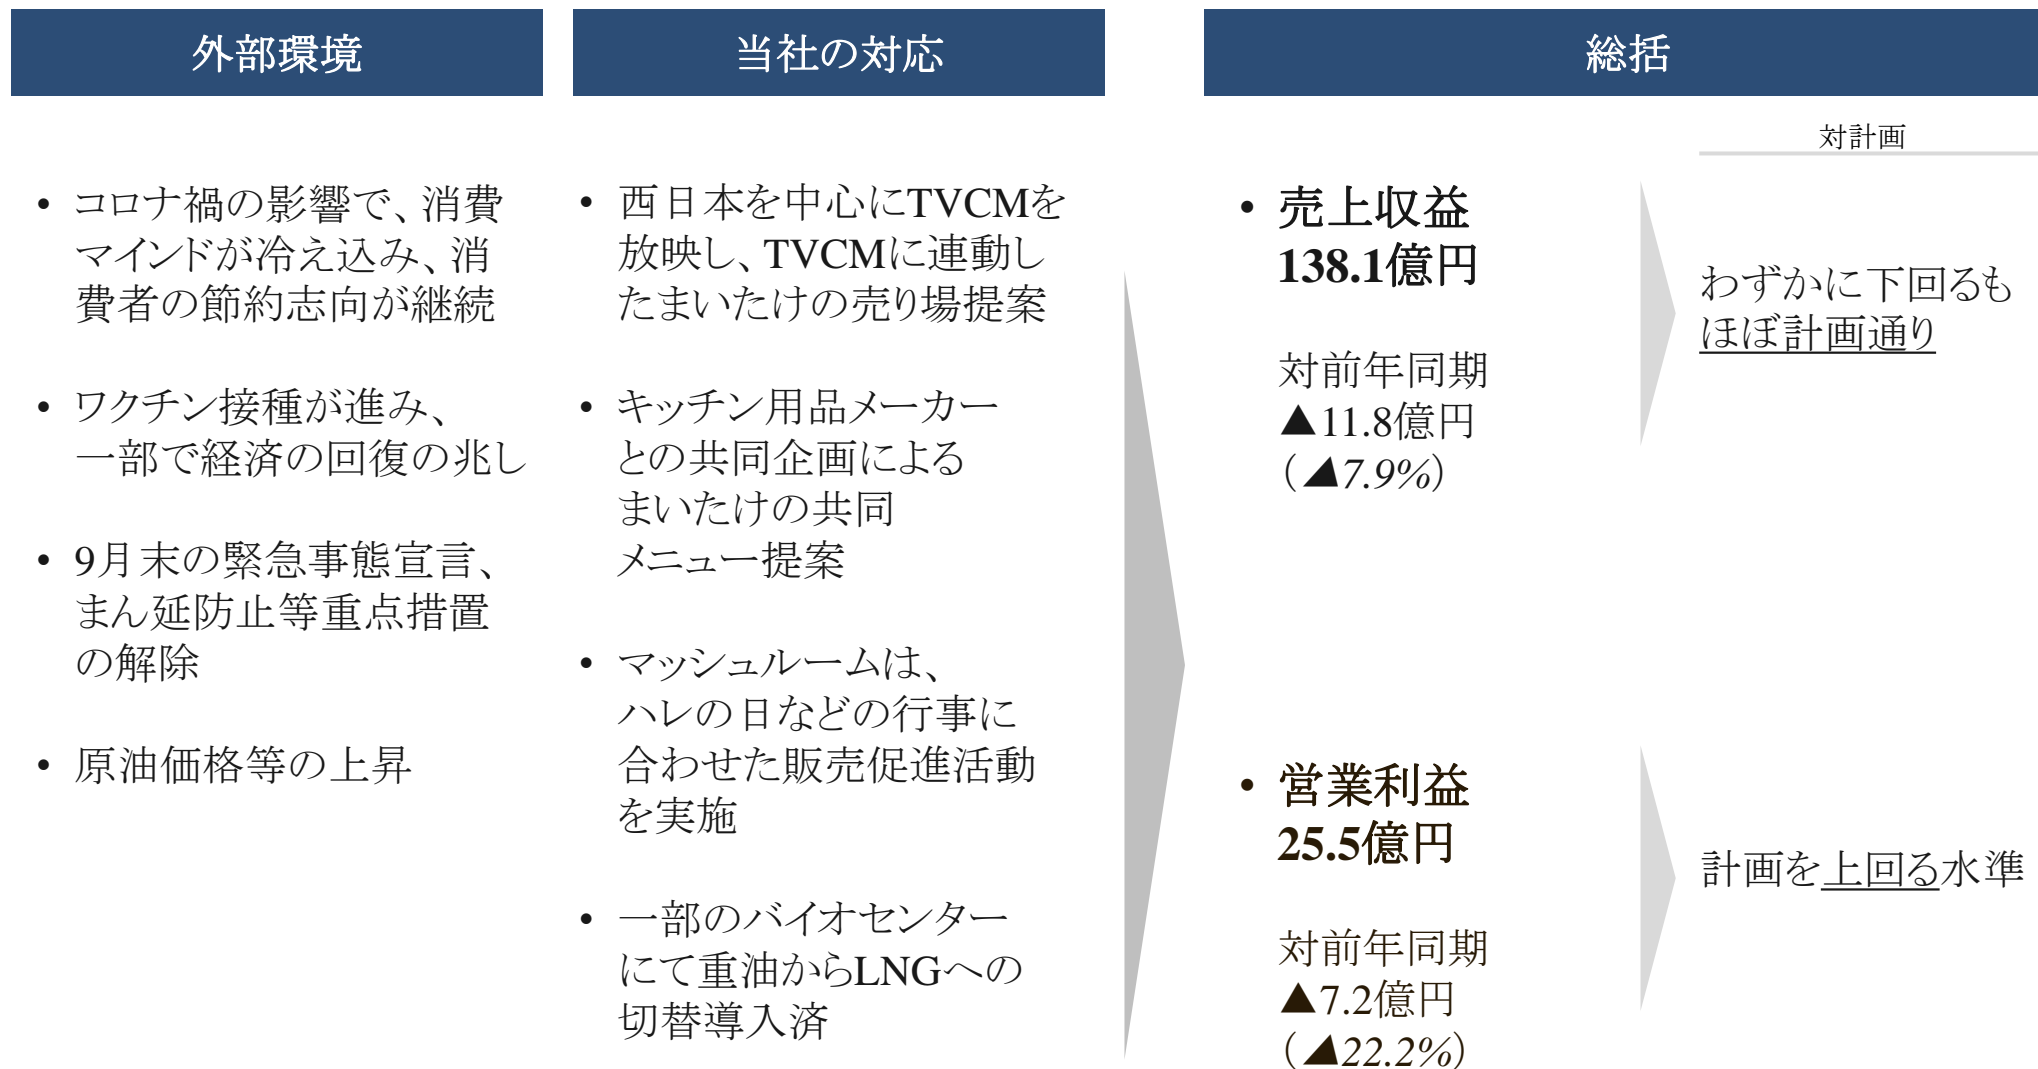 外部環境
• コロナ禍の影響で、消費
マインドが冷え込み、消
費者の節約志向が継続
• ワクチン接種が進み、
一部で経済の回復の兆し
• 9月末の緊急事態宣言、
まん延防止等重点措置
の解除
• 原油価格等の上昇
当社の対応
• 西日本を中心にTVCMを
放映し、TVCMに連動し
たまいたけの売り場提案
• キッチン用品メーカー
との共同企画による
まいたけの共同
メニュー提案
• マッシュルームは、
ハレの日などの行事に
合わせた販売促進活動
を実施
• 一部のバイオセンター
にて重油からLNGへの
切替導入済
総括
対計画
• 売上収益
138.1億円
対前年同期
▲11.8億円
（▲7.9%）
わずかに下回るも
ほぼ計画通り
• 営業利益
25.5億円
対前年同期
▲7.2億円
（▲22.2%）
計画を上回る水準